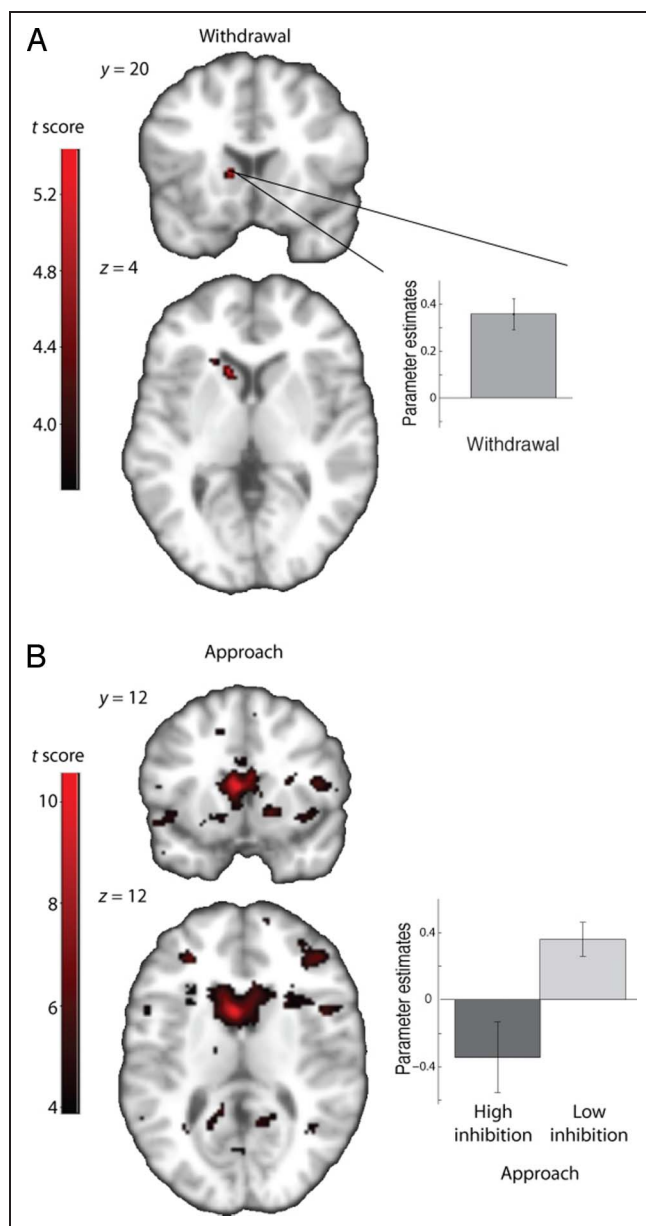 A
Withdrawal
y = 20
t score
5.2
4.8
4.4
4.0
z = 4
Parameter estimates
0.4
0.2
0
Withdrawal
B
Approach
y = 12
t score
10
8
6
4
z = 12
Parameter estimates
0.4
0
−0.4
High
inhibition
Low
inhibition
Approach